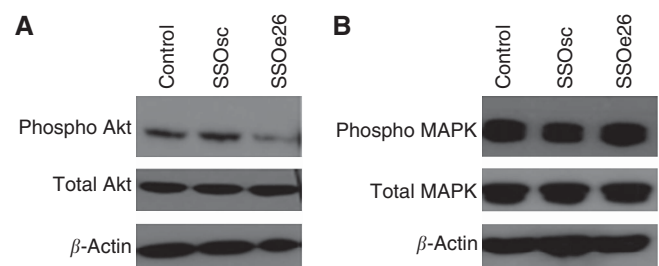 A
Control
SSOsc
SSOe26
Phospho Akt
Total Akt
β-Actin
B
Control
SSOsc
SSOe26
Phospho MAPK
Total MAPK
β-Actin